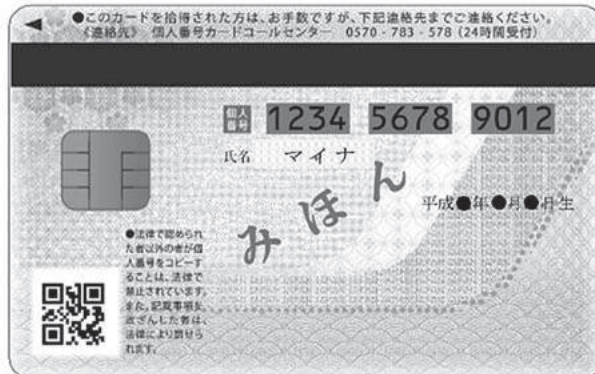 ●このカードを拾得された方は、お手数ですが、下記連絡先までご連絡ください。
《連絡先》 個人番号カードコールセンター 0570-783-578(24時間受付)
個人番号 1234 5678 9012
氏名 マイナ
みほん
平成●年●月●日生
●法律で認められ
た者以外の者が個
人番号をコピーす
ることは、法律で
禁止されています。
また、記載事項を
改ざんした者は、
法律により罰せら
れます。